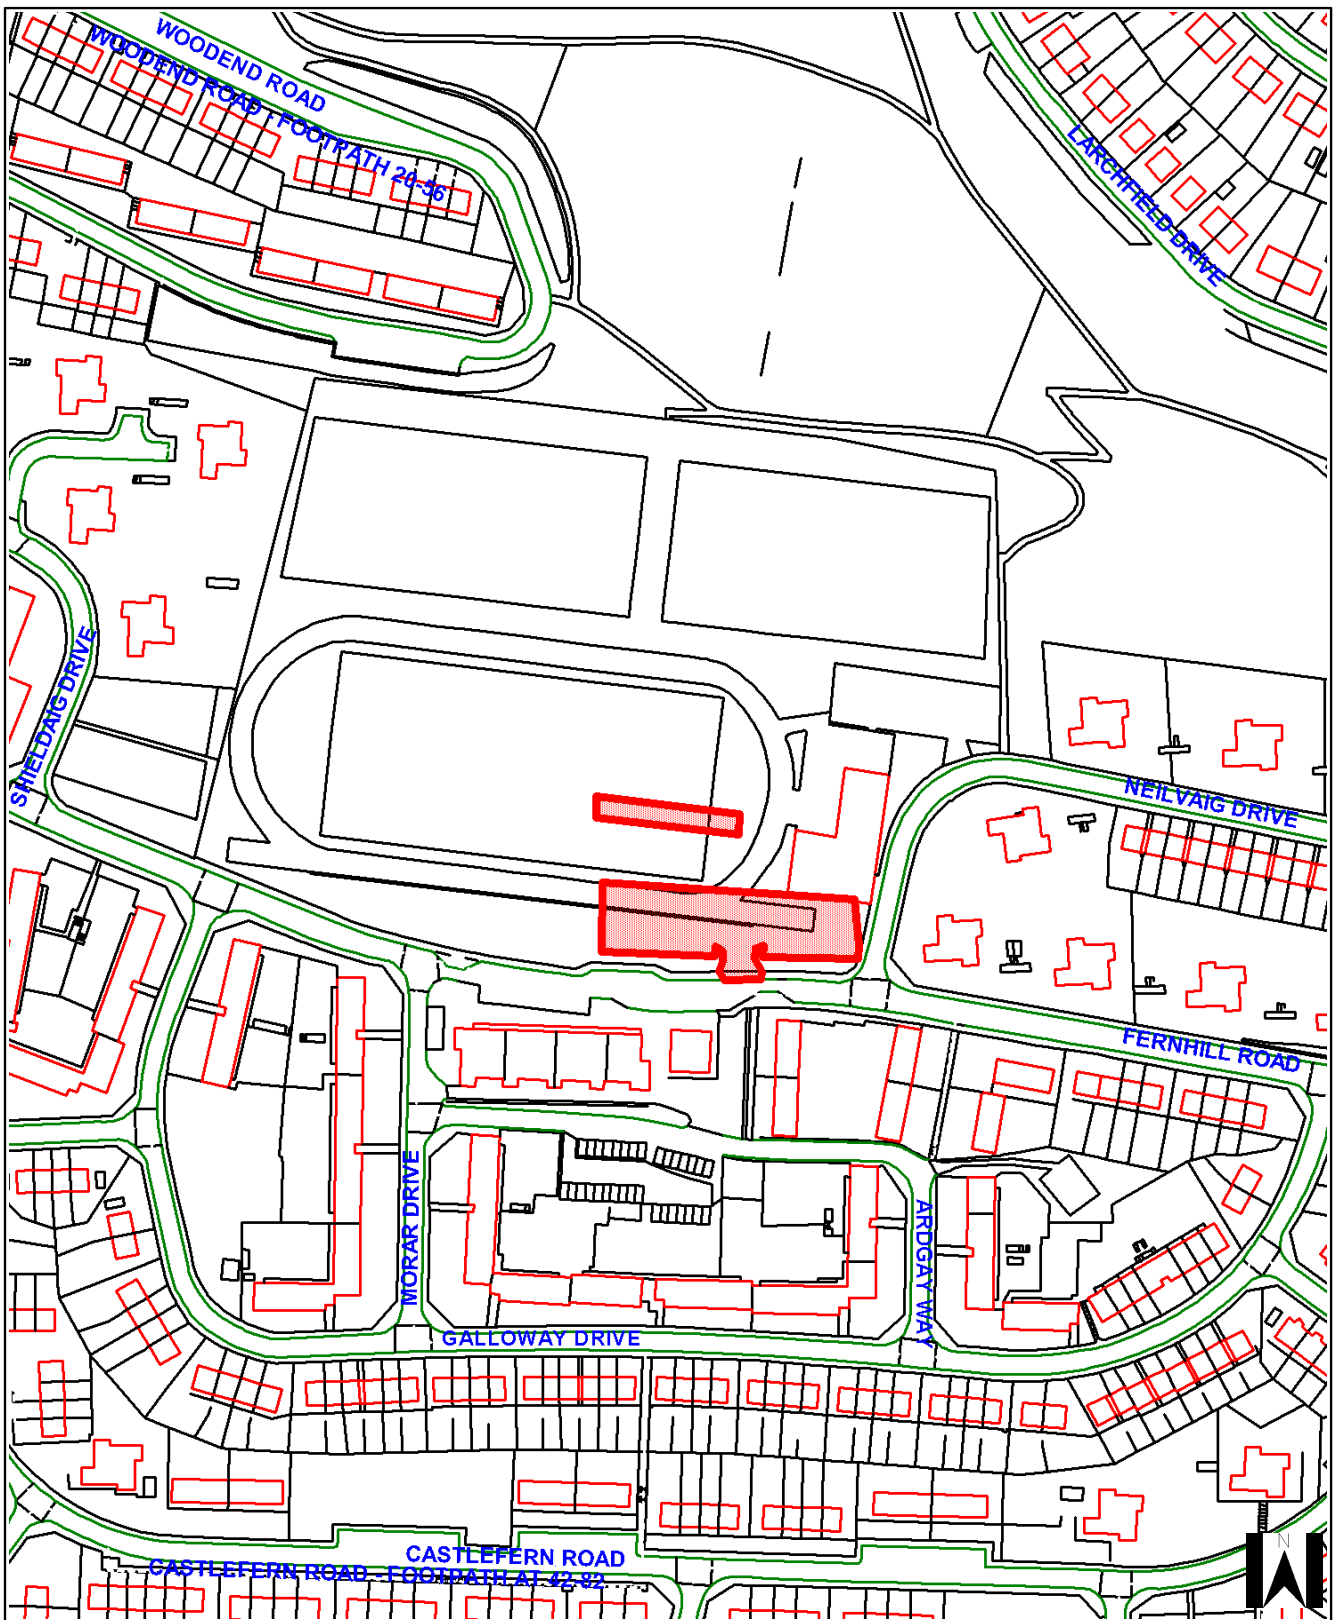 WOODEND ROAD
WOODEND ROAD - FOOTPATH 26-56
LARCHFIELD DRIVE
SHIELDAIG DRIVE
NEILVAIG DRIVE
FERNHILL ROAD
MORAR DRIVE
ARDGAY WAY
GALLOWAY DRIVE
CASTLEFERN ROAD
CASTLEFERN ROAD - FOOTPATH AT 42-82
N